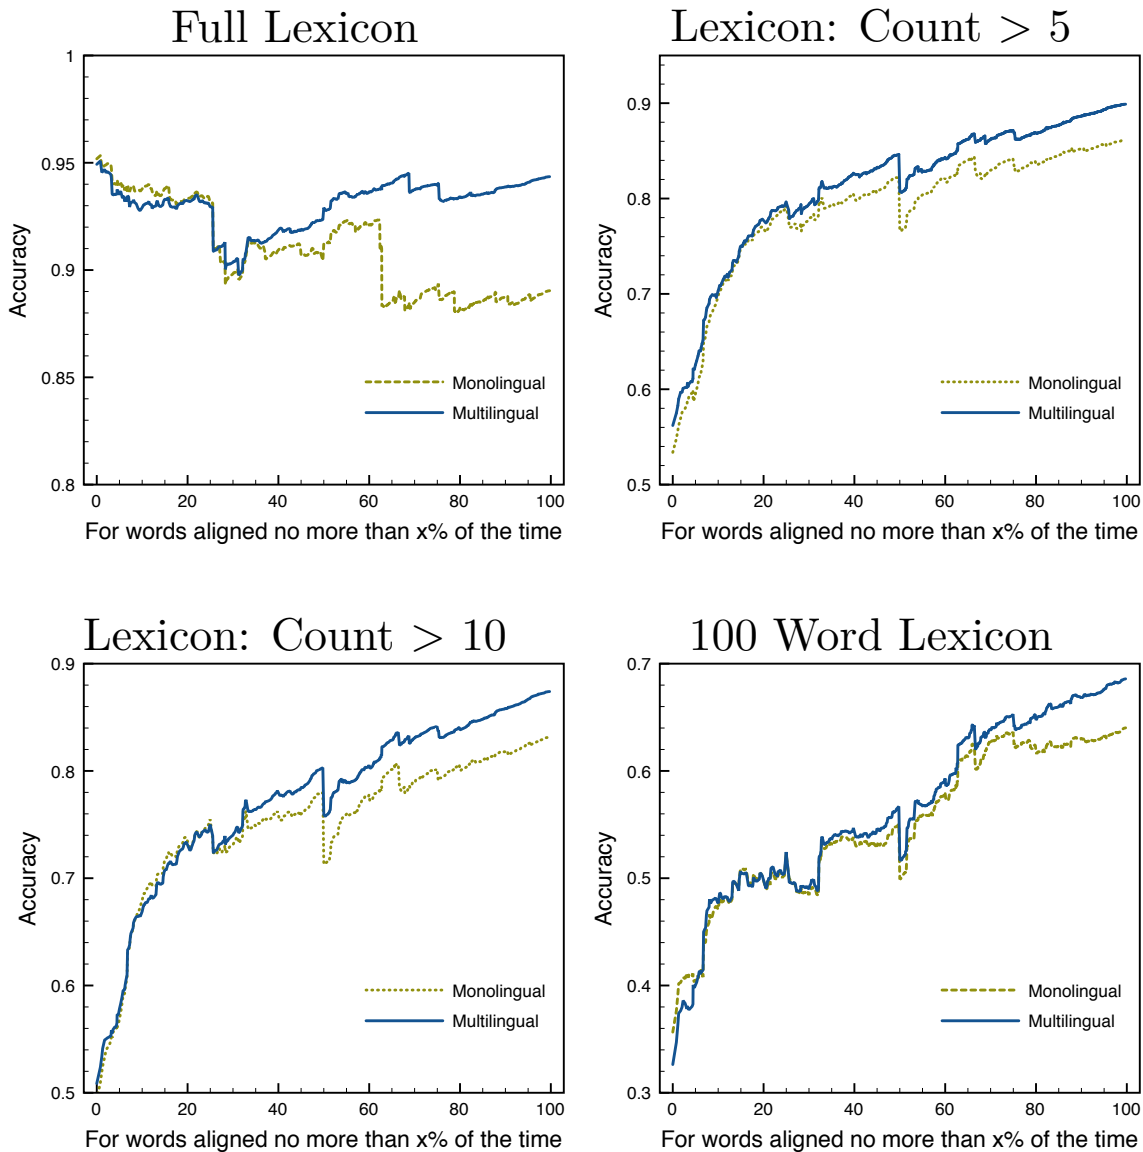 Full Lexicon
1
0.95
0.9
0.85
0.8
Accuracy
Monolingual
Multilingual
0 20 40 60 80 100
For words aligned no more than x% of the time
Lexicon: Count > 5
0.9
0.8
0.7
0.6
0.5
Accuracy
Monolingual
Multilingual
0 20 40 60 80 100
For words aligned no more than x% of the time
Lexicon: Count > 10
0.9
0.8
0.7
0.6
0.5
Accuracy
Monolingual
Multilingual
0 20 40 60 80 100
For words aligned no more than x% of the time
100 Word Lexicon
0.7
0.6
0.5
0.4
0.3
Accuracy
Monolingual
Multilingual
0 20 40 60 80 100
For words aligned no more than x% of the time